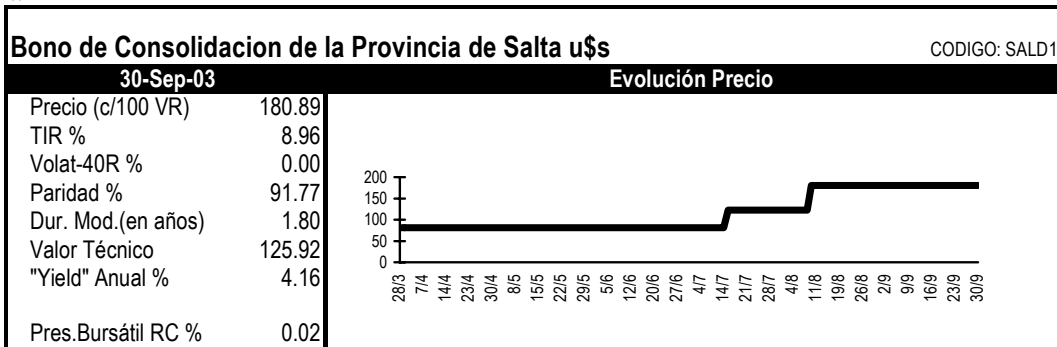 Bono de Consolidacion de la Provincia de Salta u$s CODIGO: SALD1
30-Sep-03 Evolución Precio
Precio (c/100 VR) 180.89
TIR % 8.96
Volat-40R % 0.00
Paridad % 91.77
Dur. Mod.(en años) 1.80
Valor Técnico 125.92
"Yield" Anual % 4.16
Pres.Bursátil RC % 0.02
200
150
100
50
0
28/3 7/4 14/4 23/4 30/4 8/5 15/5 22/5 29/5 5/6 12/6 20/6 27/6 4/7 14/7 21/7 28/7 4/8 11/8 19/8 26/8 2/9 9/9 16/9 23/9 30/9